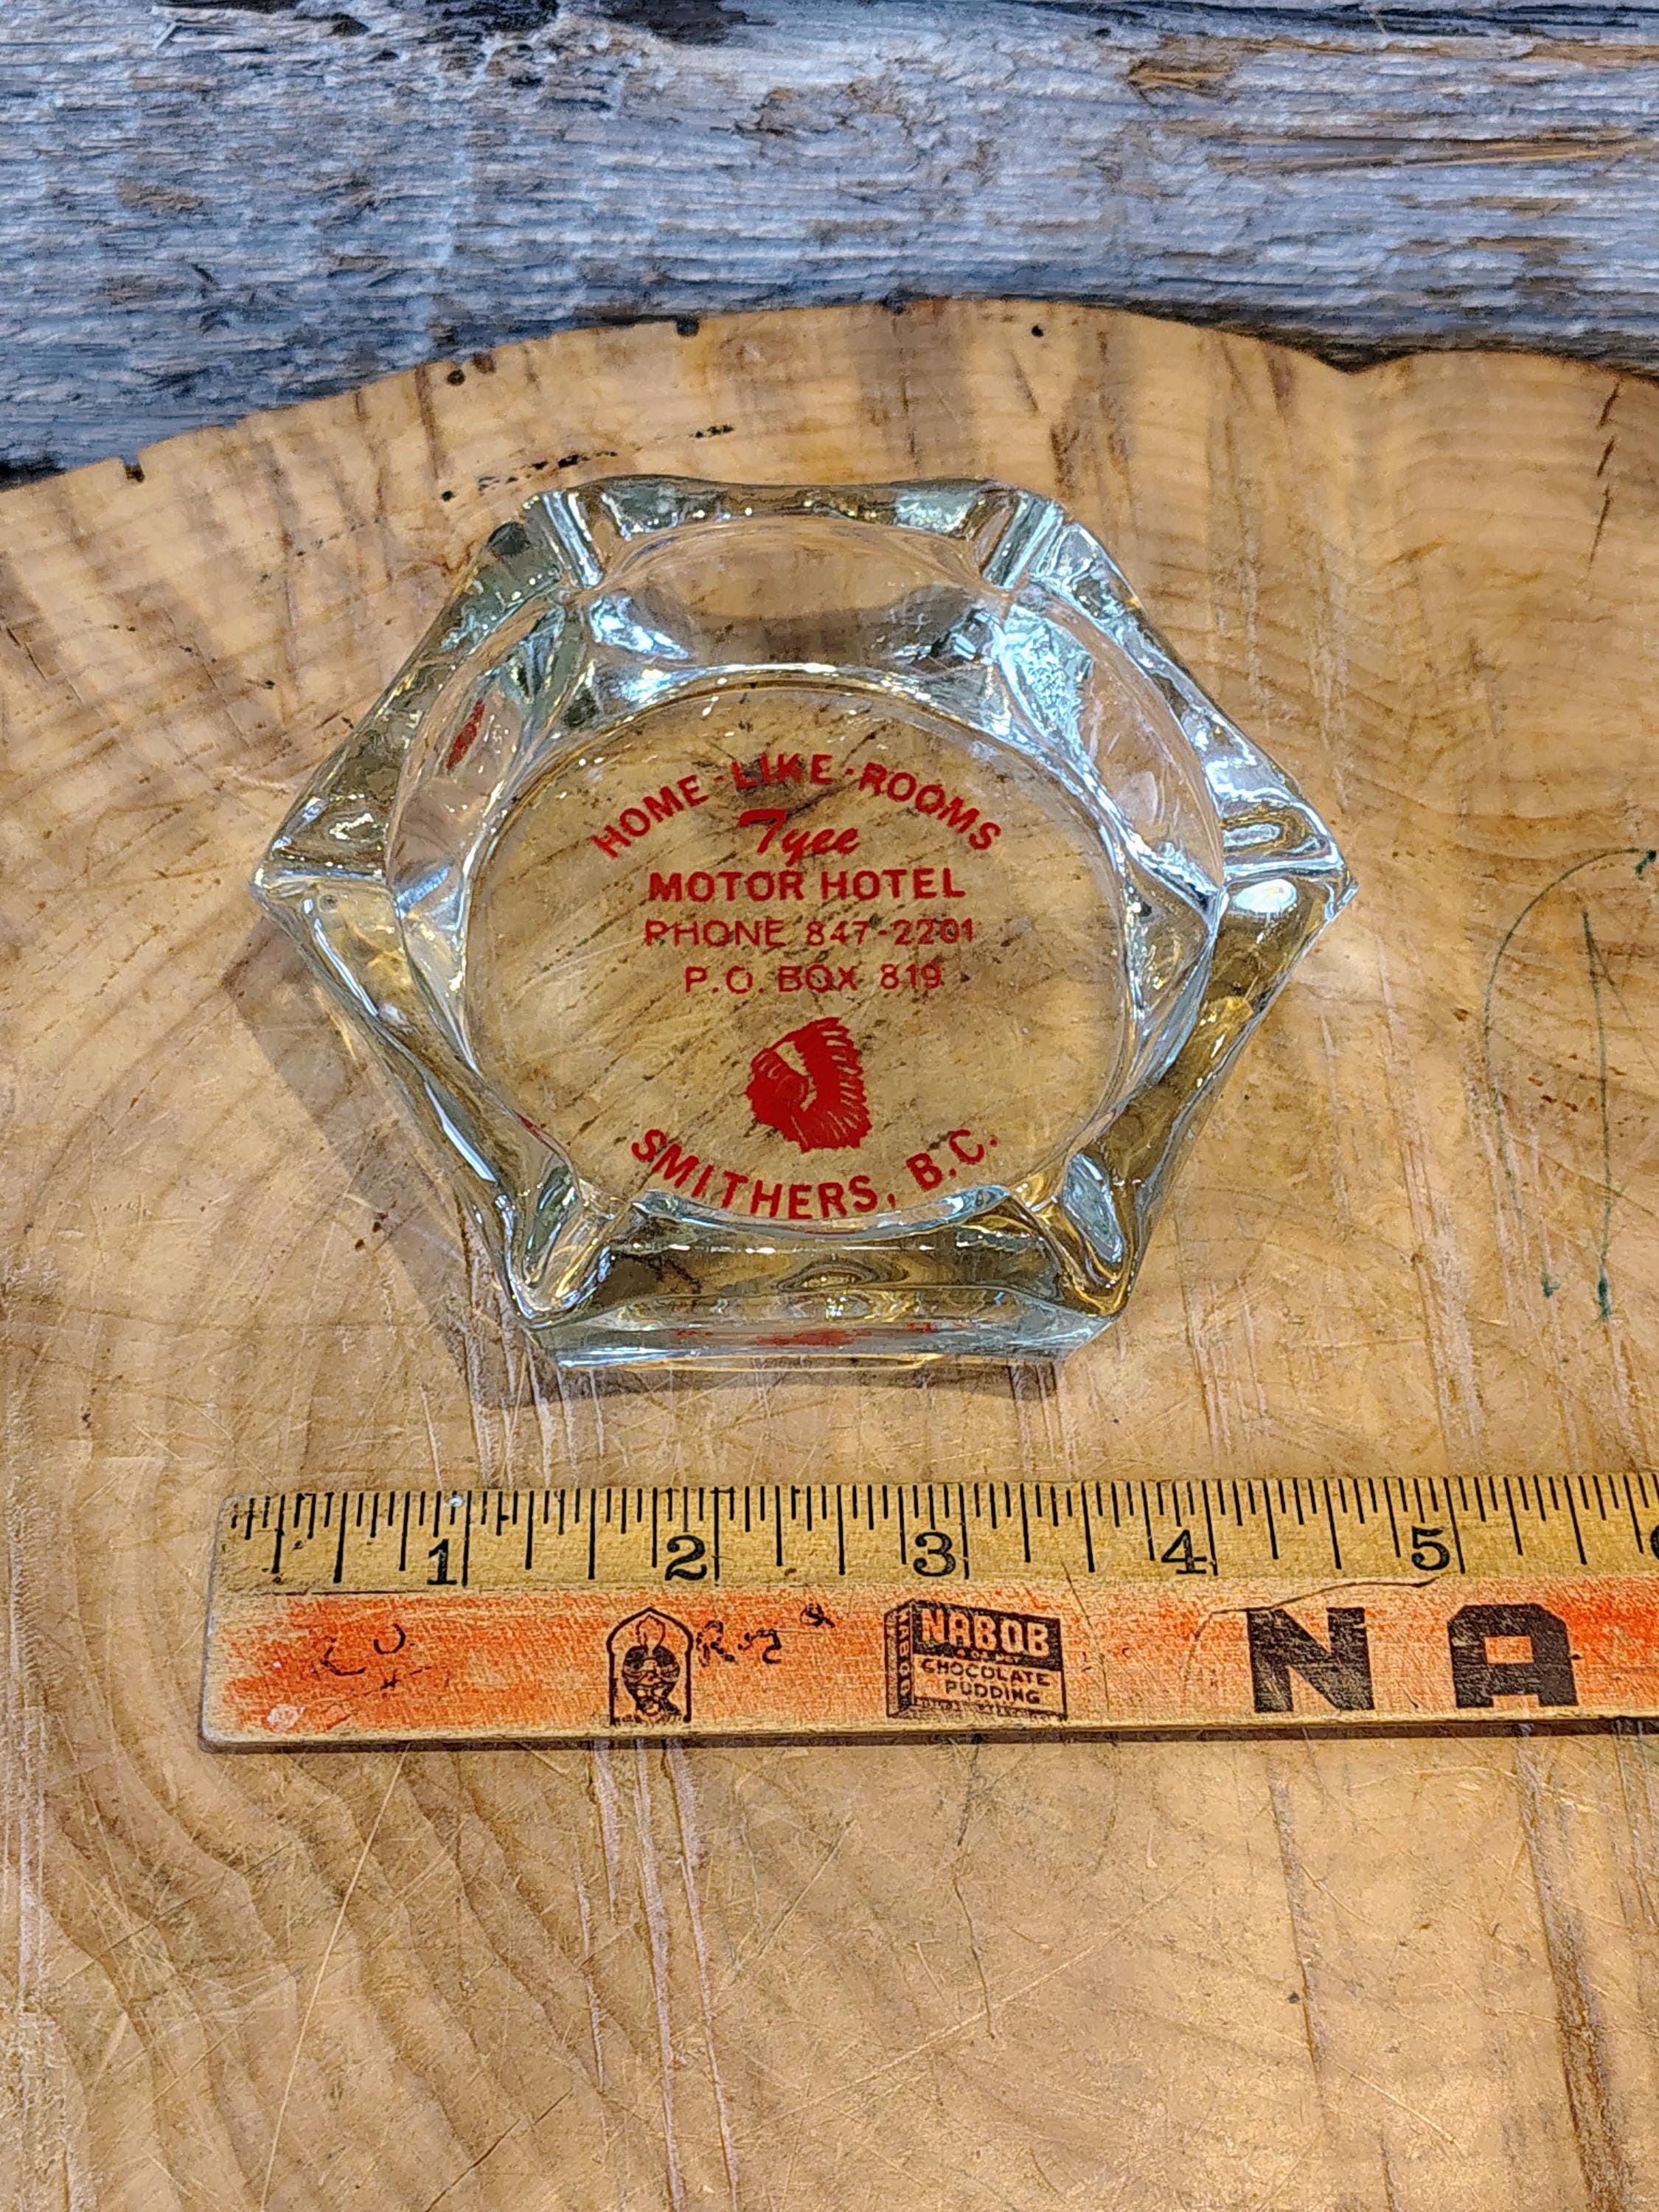 HOME-LIKE-ROOMS
Tyee
MOTOR HOTEL
PHONE 847-2201
P.O. BOX 819
SMITHERS, B.C.
1 2 3 4 5
NABOB
CHOCOLATE
PUDDING
NA